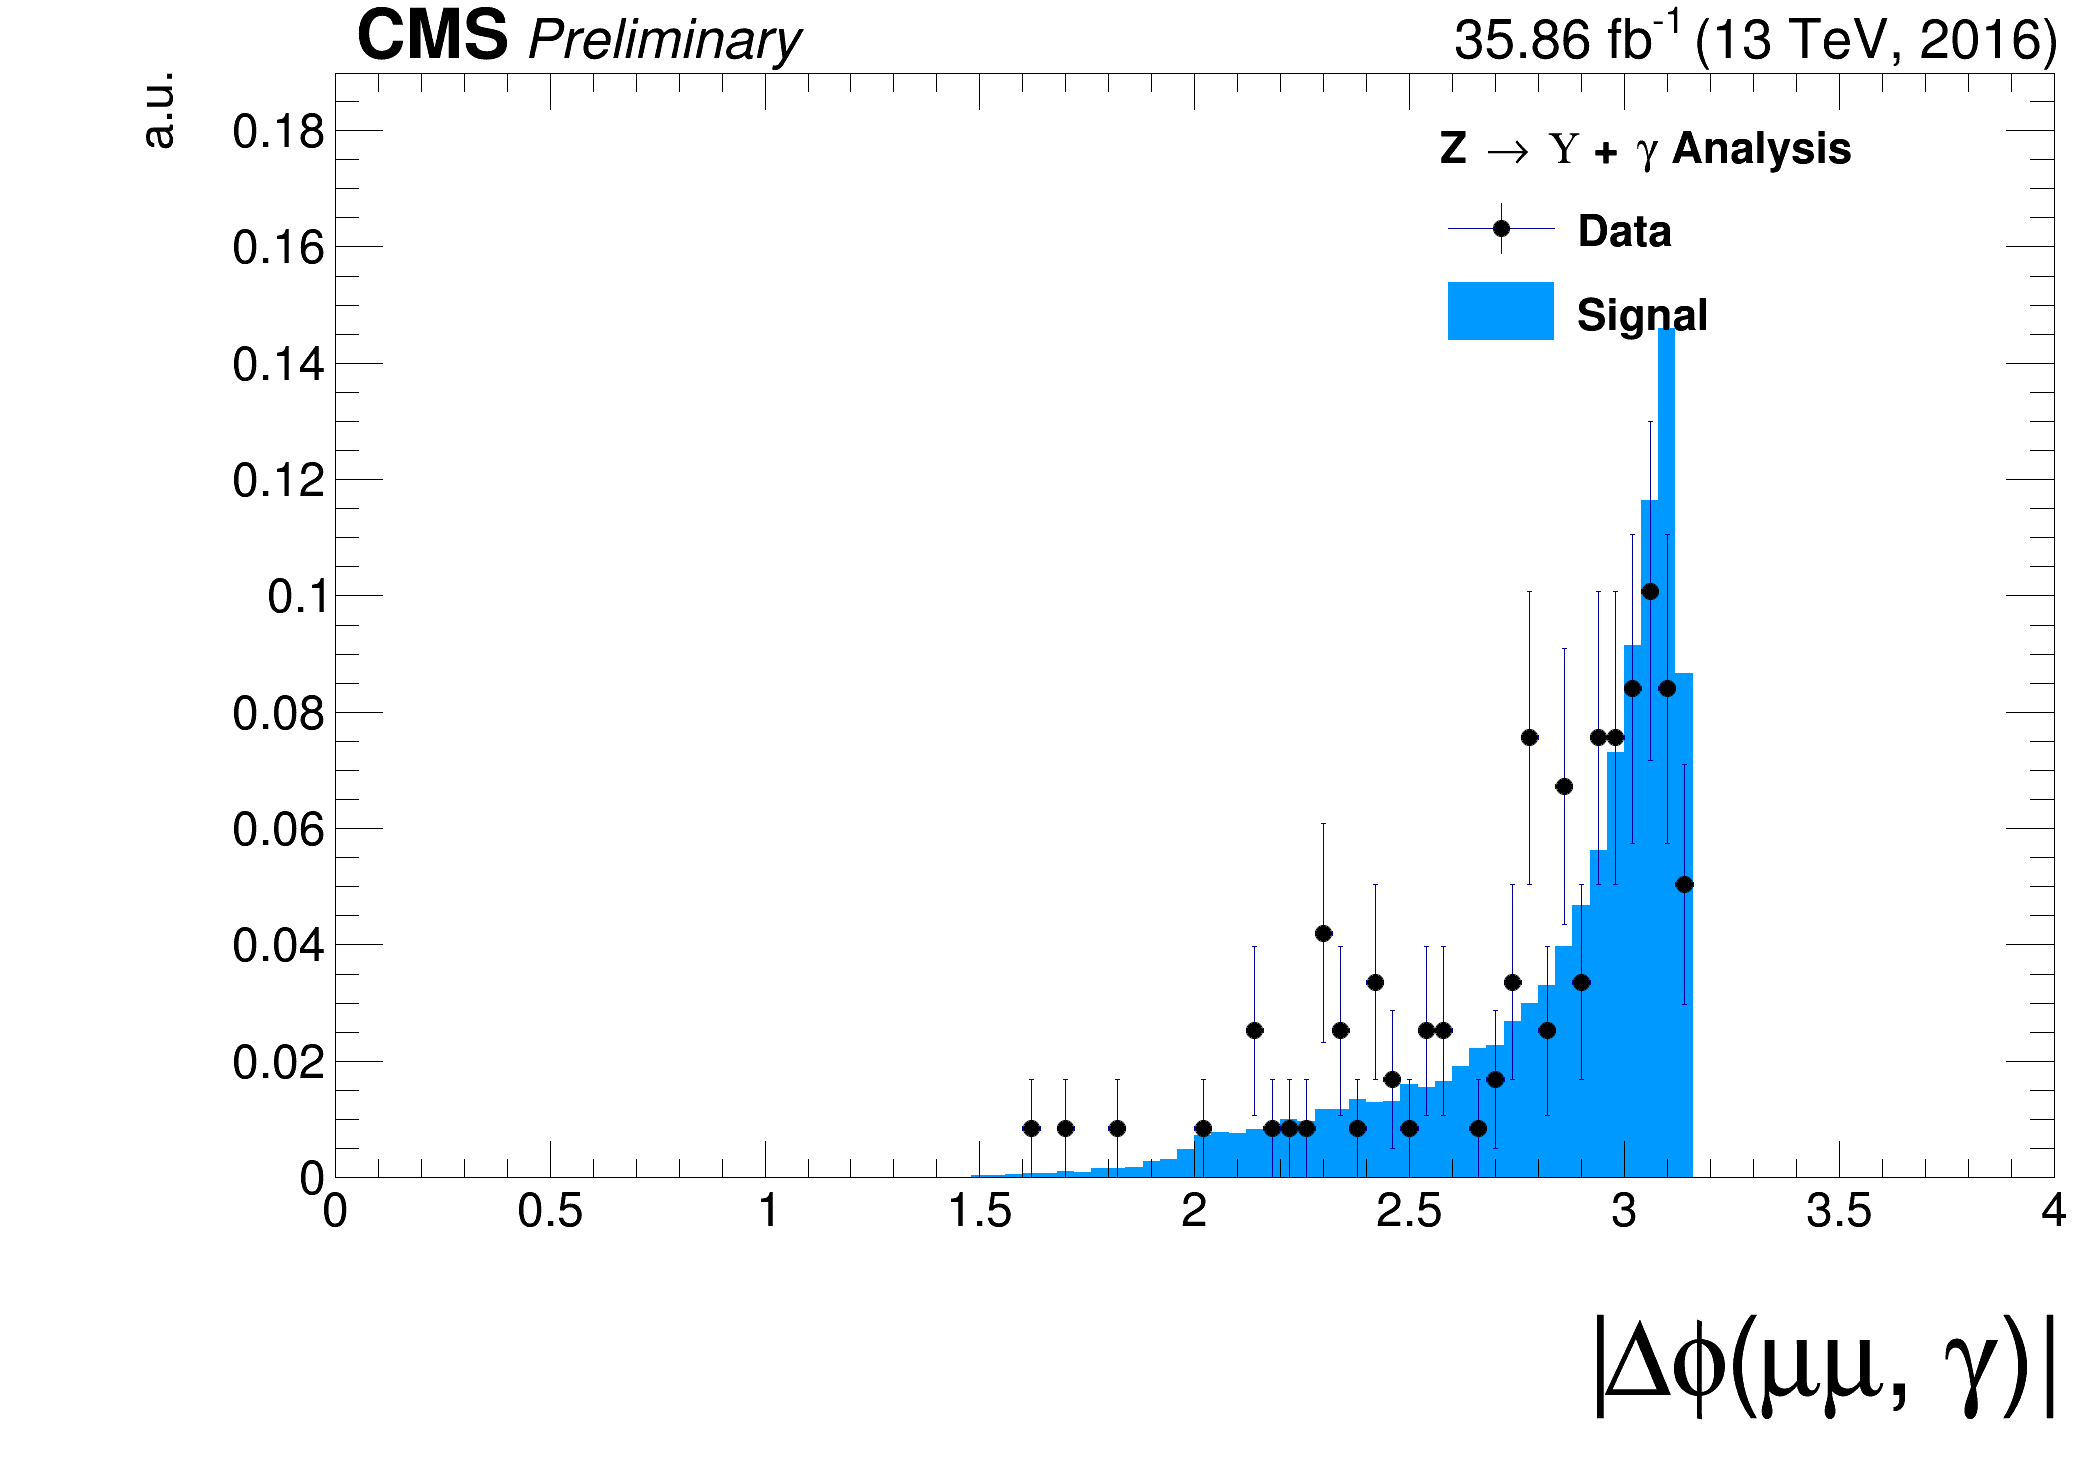 CMS Preliminary 35.86 fb⁻¹ (13 TeV, 2016)
a.u.
Z → Υ + γ Analysis
Data
Signal
0.18
0.16
0.14
0.12
0.1
0.08
0.06
0.04
0.02
0
0 0.5 1 1.5 2 2.5 3 3.5 4
|Δϕ(μμ, γ)|